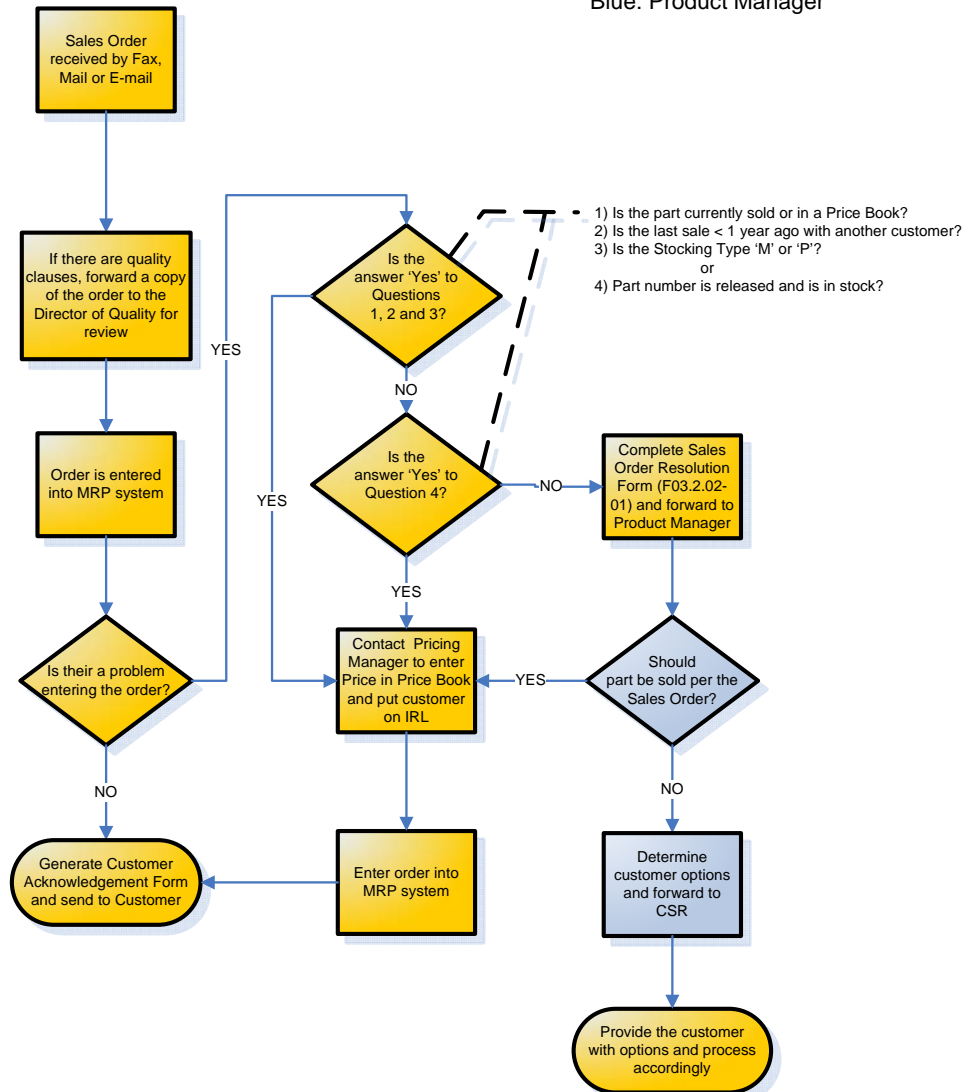 Blue: Product Manager
Sales Order
received by Fax,
Mail or E-mail
If there are quality
clauses, forward a copy
of the order to the
Director of Quality for
review
Order is entered
into MRP system
Is their a problem
entering the order?
YES
NO
Generate Customer
Acknowledgement Form
and send to Customer
Is the
answer ‘Yes’ to
Questions
1, 2 and 3?
1) Is the part currently sold or in a Price Book?
2) Is the last sale < 1 year ago with another customer?
3) Is the Stocking Type ‘M’ or ‘P’?
or
4) Part number is released and is in stock?
YES
NO
Is the
answer ‘Yes’ to
Question 4?
NO
YES
Complete Sales
Order Resolution
Form (F03.2.02-
01) and forward to
Product Manager
Contact Pricing
Manager to enter
Price in Price Book
and put customer
on IRL
YES
Should
part be sold per the
Sales Order?
NO
Enter order into
MRP system
Determine
customer options
and forward to
CSR
Provide the customer
with options and process
accordingly